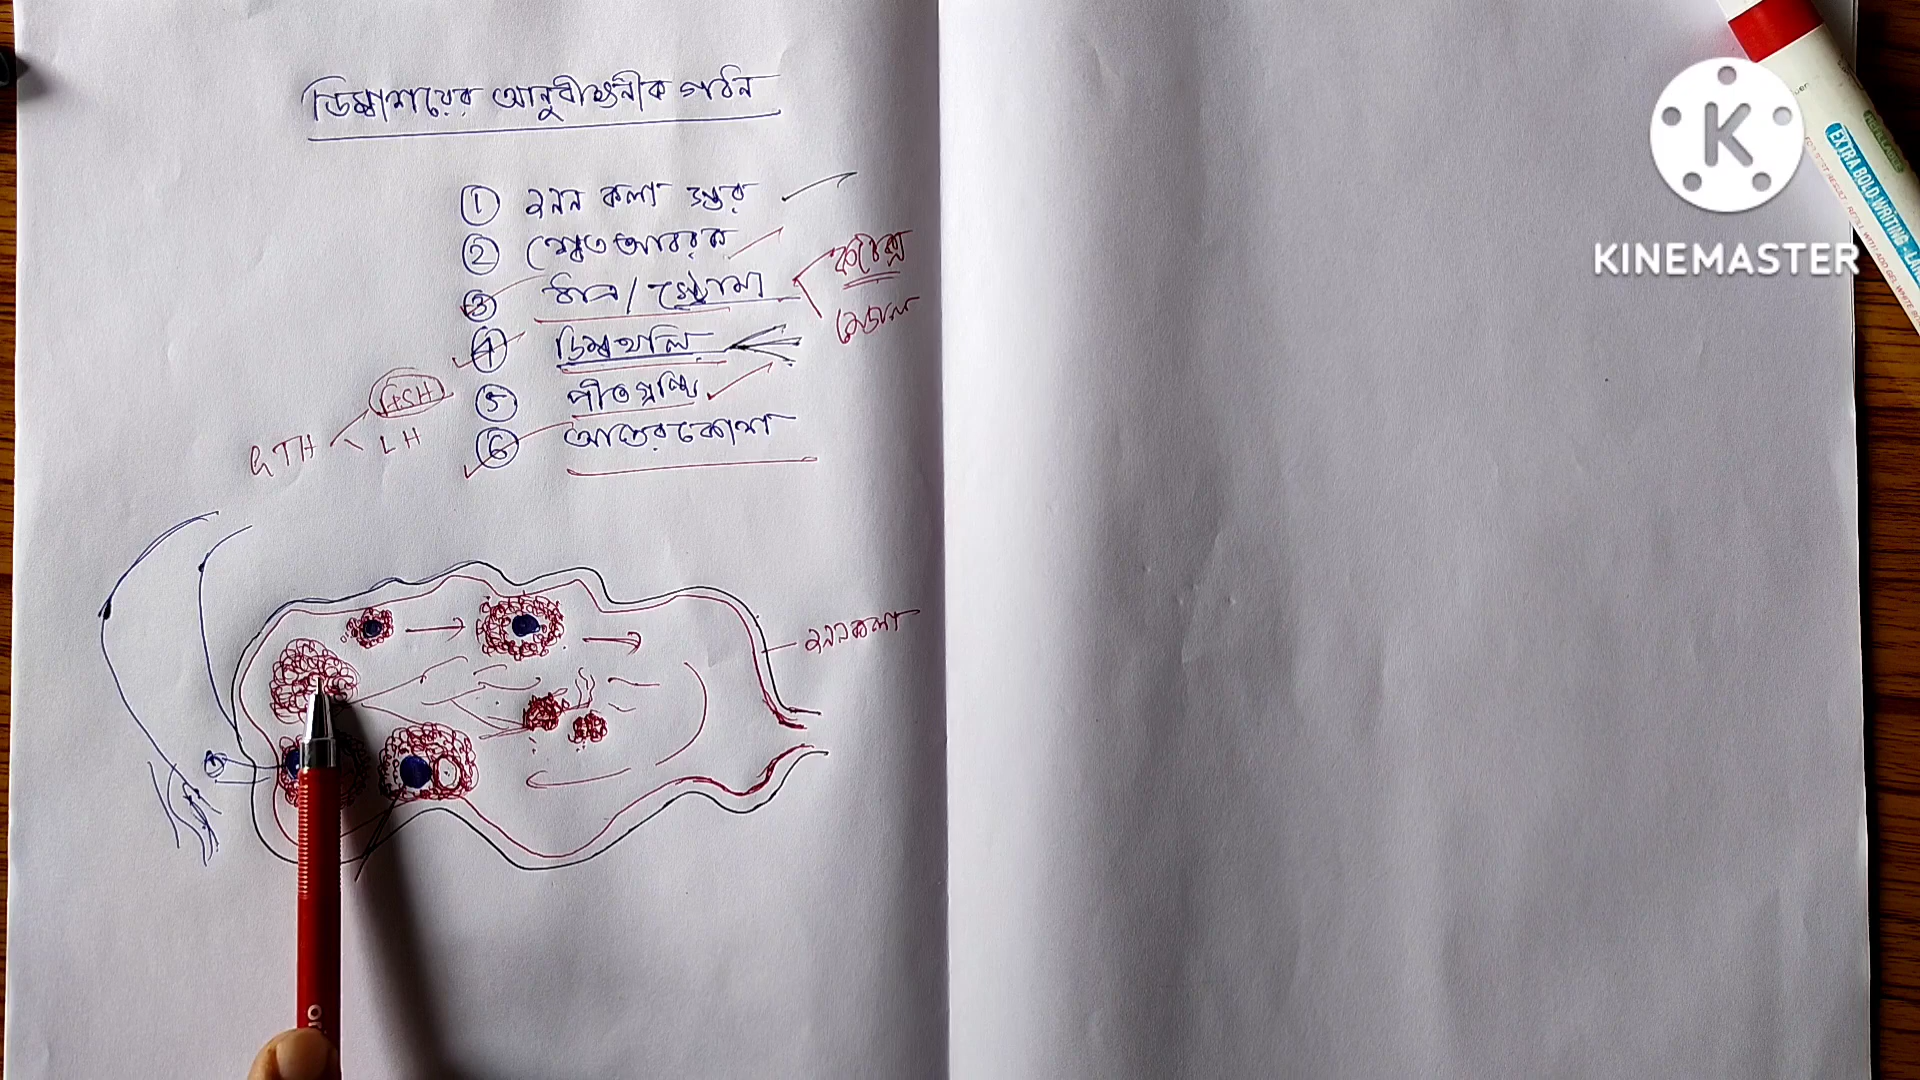 ডিম্বাশয়ের আনুবীক্ষনীক গঠন
① জনন কলা স্তর
② শ্বেত আবরক
③ ধাত্র / স্ট্রোমা
কর্টেক্স
④ ডিম্বথলি
⑤ পীতগ্রন্থি
⑥ আন্তরকোশ
GTH
FSH
LH
জননকলা
K
KINEMASTER
EXTRA BOLD WRITING